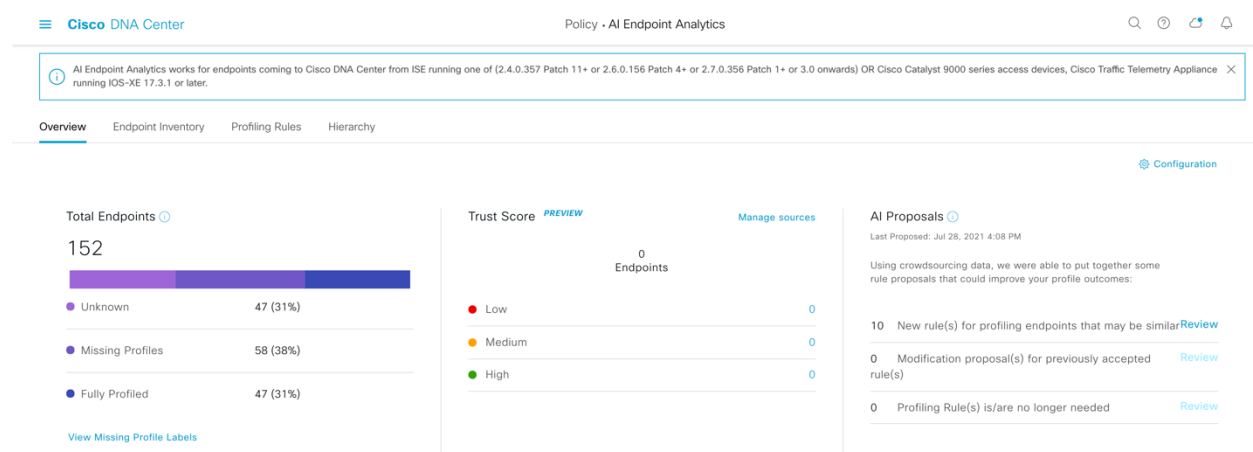 Cisco DNA Center
Policy • AI Endpoint Analytics
AI Endpoint Analytics works for endpoints coming to Cisco DNA Center from ISE running one of (2.4.0.357 Patch 11+ or 2.6.0.156 Patch 4+ or 2.7.0.356 Patch 1+ or 3.0 onwards) OR Cisco Catalyst 9000 series access devices, Cisco Traffic Telemetry Appliance
running IOS-XE 17.3.1 or later.
Overview Endpoint Inventory Profiling Rules Hierarchy
Configuration
Total Endpoints
152
Unknown 47 (31%)
Missing Profiles 58 (38%)
Fully Profiled 47 (31%)
View Missing Profile Labels
Trust Score PREVIEW Manage sources
0
Endpoints
Low 0
Medium 0
High 0
AI Proposals
Last Proposed: Jul 28, 2021 4:08 PM
Using crowdsourcing data, we were able to put together some
rule proposals that could improve your profile outcomes:
10 New rule(s) for profiling endpoints that may be similar Review
0 Modification proposal(s) for previously accepted Review
rule(s)
0 Profiling Rule(s) is/are no longer needed Review